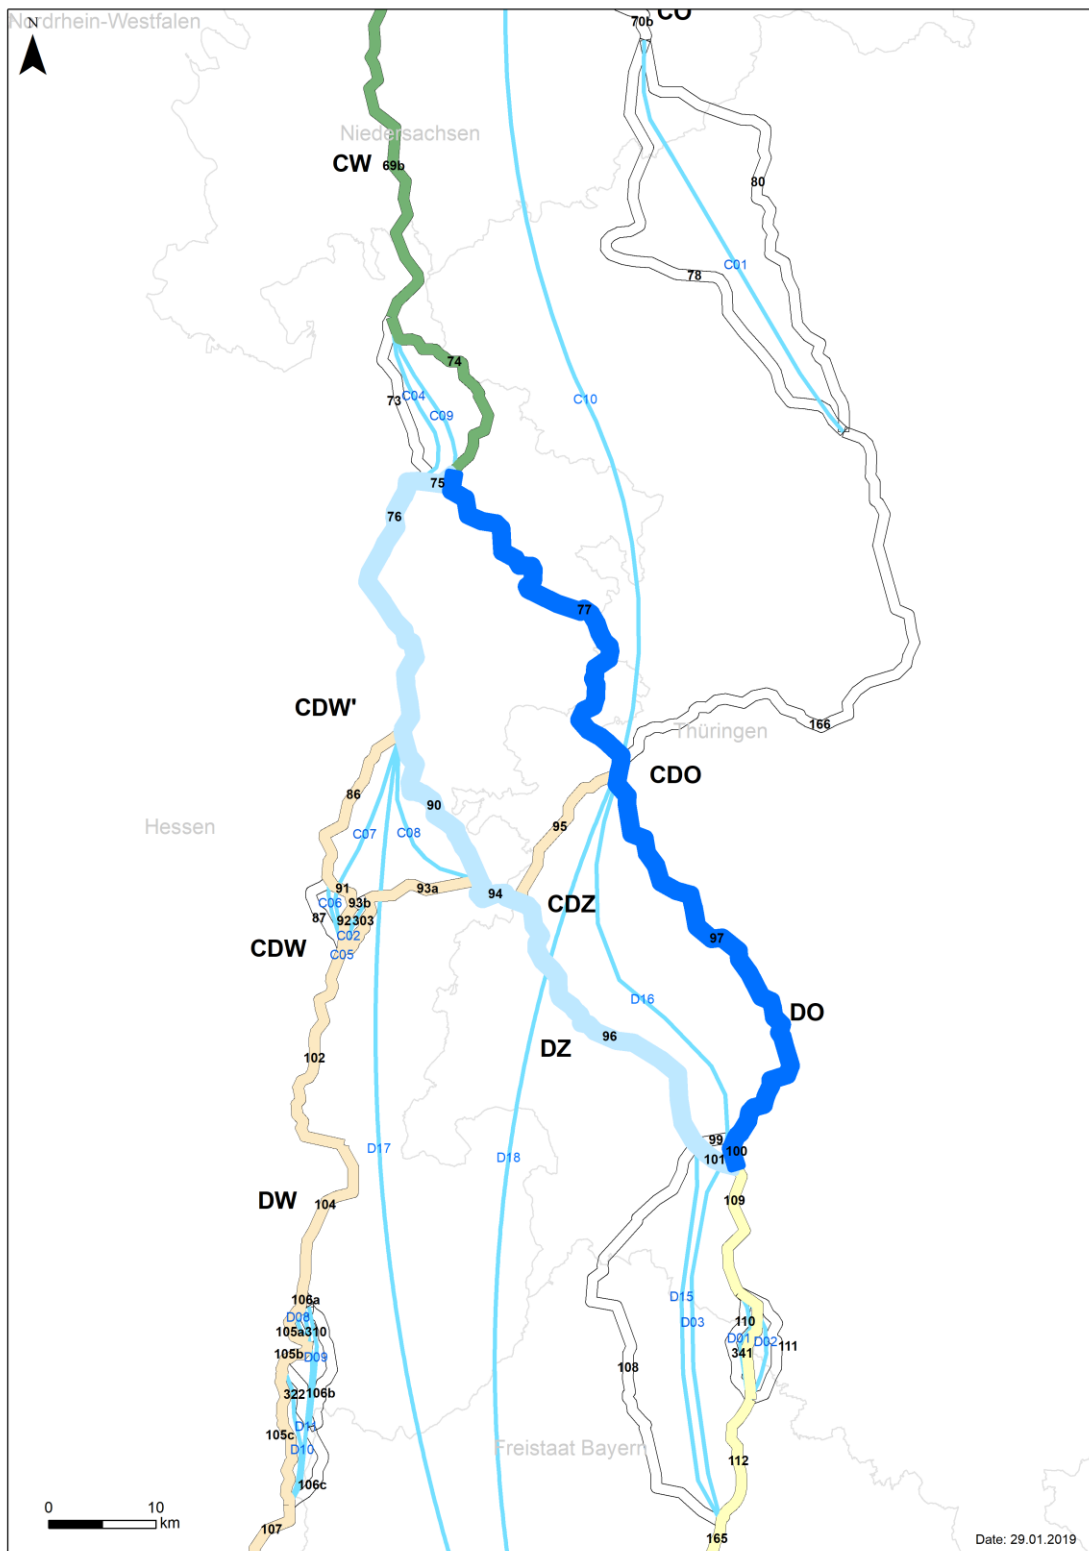 CO
70b
Nordrhein-Westfalen
N
Niedersachsen
CW
69b
80
C01
78
74
C04
73
C10
C09
75
76
77
CDW'
166
Thüringen
CDO
86
90
95
Hessen
C07
C08
91
93a
94
93b
C06
CDZ
87
92303
C02
97
CDW
C05
D16
DO
96
DZ
102
99
D17
D18
100
101
DW
104
109
D15
106a
D08
110
D03
105a310
D01
D02
111
105b
D09
341
108
322
106b
D11
105c
D10
Freistaat Bayern
112
106c
0 10
km
107
165
Date: 29.01.2019